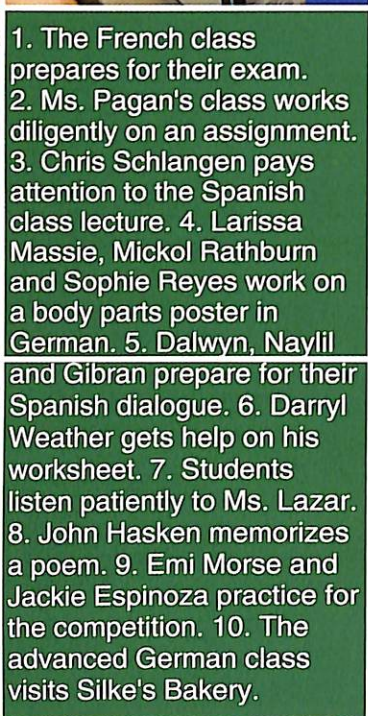 1. The French class
prepares for their exam.
2. Ms. Pagan's class works
diligently on an assignment.
3. Chris Schlangen pays
attention to the Spanish
class lecture. 4. Larissa
Massie, Mickol Rathburn
and Sophie Reyes work on
a body parts poster in
German. 5. Dalwyn, Naylil
and Gibran prepare for their
Spanish dialogue. 6. Darryl
Weather gets help on his
worksheet. 7. Students
listen patiently to Ms. Lazar.
8. John Hasken memorizes
a poem. 9. Emi Morse and
Jackie Espinoza practice for
the competition. 10. The
advanced German class
visits Silke's Bakery.